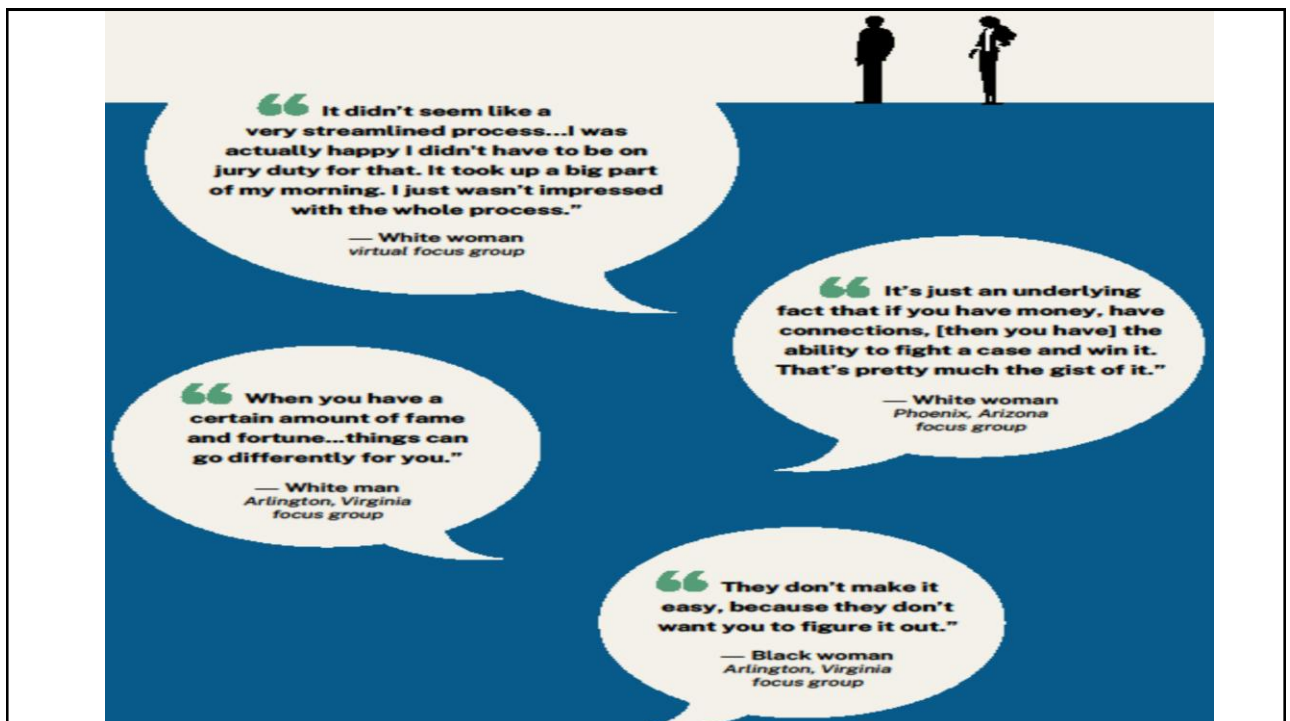 “ It didn’t seem like a
very streamlined process...I was
actually happy I didn’t have to be on
jury duty for that. It took up a big part
of my morning. I just wasn’t impressed
with the whole process.”
— White woman
virtual focus group
“ It’s just an underlying
fact that if you have money, have
connections, [then you have] the
ability to fight a case and win it.
That’s pretty much the gist of it.”
— White woman
Phoenix, Arizona
focus group
“ When you have a
certain amount of fame
and fortune...things can
go differently for you.”
— White man
Arlington, Virginia
focus group
“ They don’t make it
easy, because they don’t
want you to figure it out.”
— Black woman
Arlington, Virginia
focus group